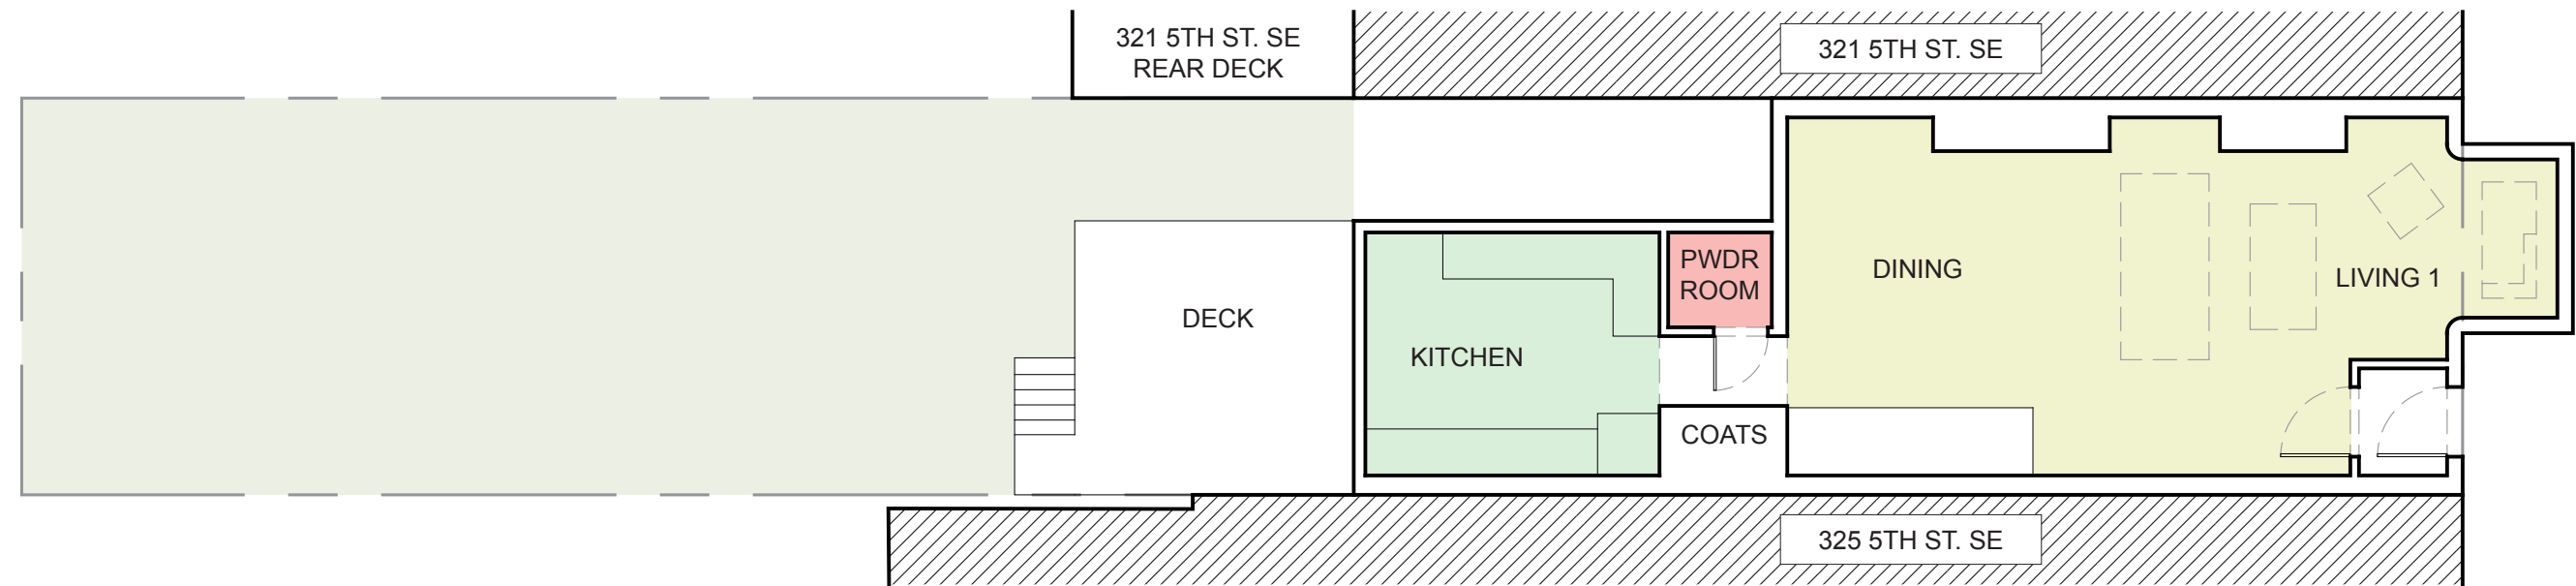 321 5TH ST. SE
REAR DECK
321 5TH ST. SE
PWDR
ROOM
DINING
LIVING 1
DECK
KITCHEN
COATS
325 5TH ST. SE